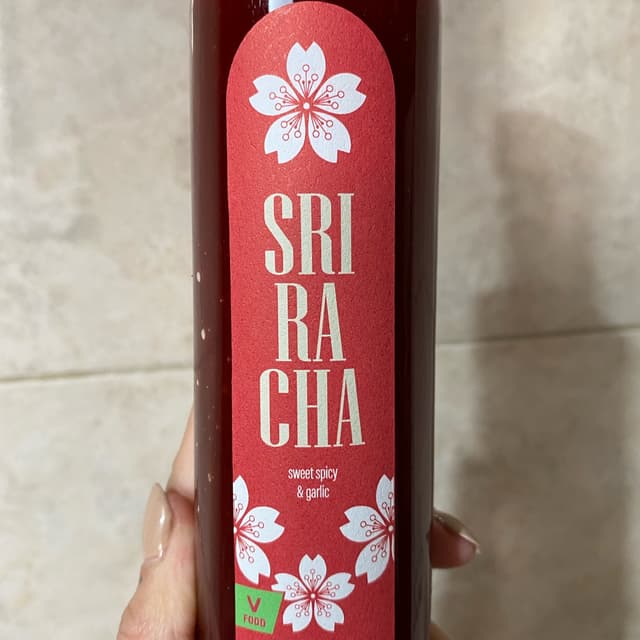 SRI
RA
CHA
sweet spicy
& garlic
V
FOOD